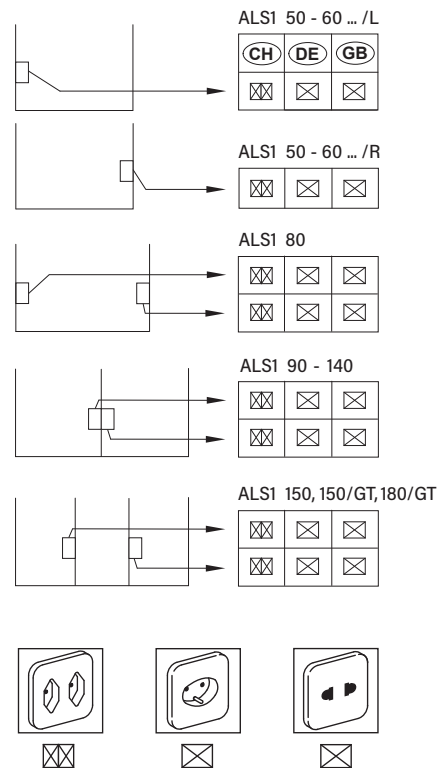 ALS1 50 - 60 ... /L
CH DE GB
ALS1 50 - 60 ... /R
ALS1 80
ALS1 90 - 140
ALS1 150, 150/GT,180/GT